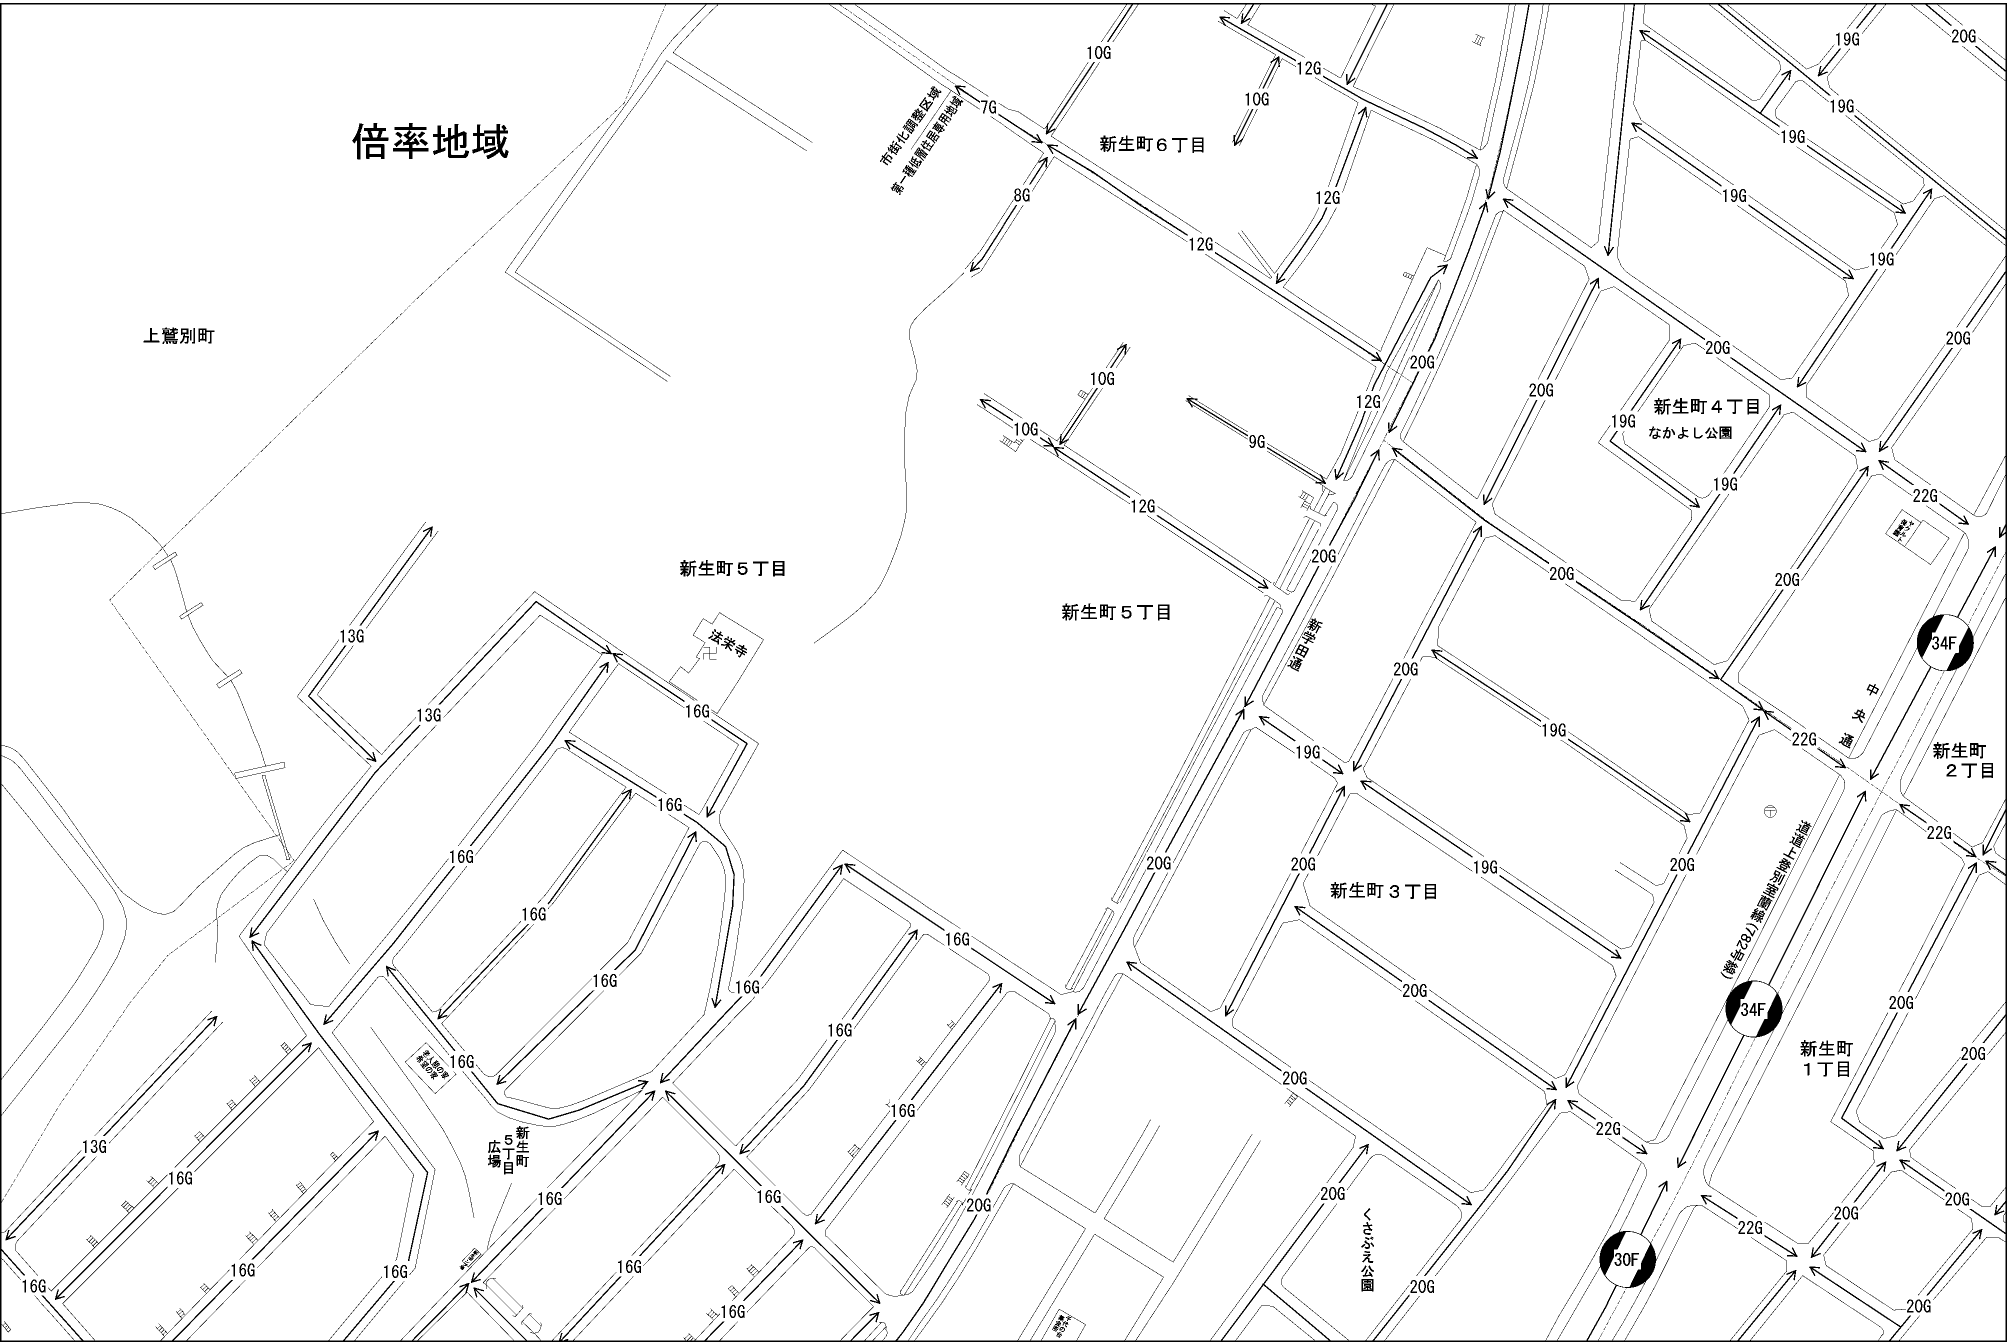 倍率地域
上鷲別町
市街化調整区域
第一種低層住居専用地域
新生町6丁目
新生町5丁目
法栄寺
新生町5丁目
新学田通
新生町4丁目
なかよし公園
中央通
新生町
2丁目
新生町3丁目
道道上登別室蘭線(782号線)
新生町
1丁目
新生町
5丁目
広場
くさぶえ公園
10G
12G
10G
19G
20G
7G
19G
19G
8G
12G
19G
12G
19G
20G
20G
20G
10G
20G
12G
19G
10G
9G
19G
22G
12G
20G
20G
20G
13G
34F
20G
13G
16G
19G
19G
22G
16G
20G
20G
19G
20G
22G
16G
16G
16G
16G
20G
34F
20G
16G
16G
16G
20G
20G
16G
22G
13G
16G
16G
16G
20G
20G
20G
20G
22G
16G
16G
16G
16G
30F
16G
20G
20G